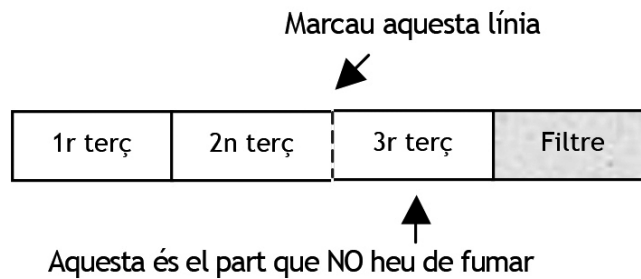 Marcau aquesta línia
1r terç 2n terç 3r terç Filtre
Aquesta és el part que NO heu de fumar